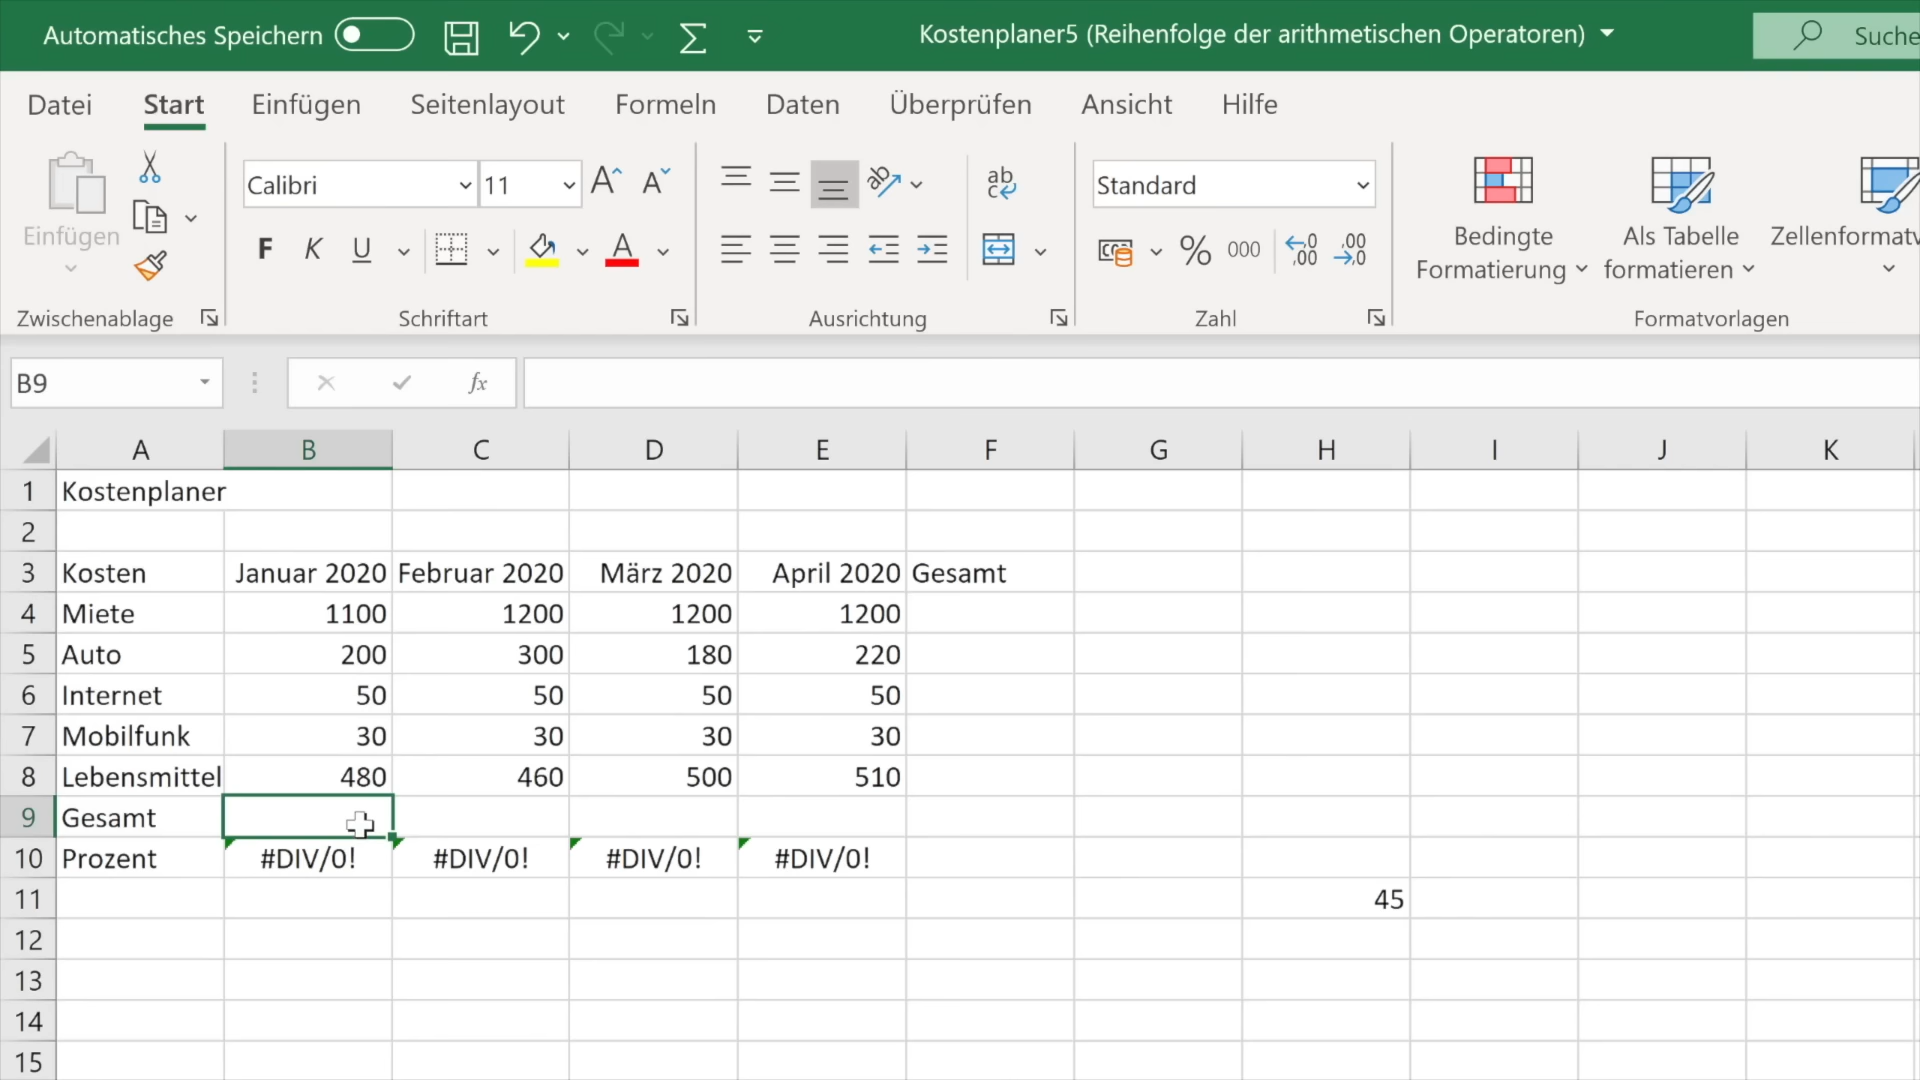 Automatisches Speichern
Kostenplaner5 (Reihenfolge der arithmetischen Operatoren)
Suche
Datei Start Einfügen Seitenlayout Formeln Daten Überprüfen Ansicht Hilfe
Einfügen
Calibri 11
Standard
F K U
% 000
Bedingte Formatierung
Als Tabelle formatieren
Zellenformatv
Zwischenablage Schriftart Ausrichtung Zahl Formatvorlagen
B9 fx
A B C D E F G H I J K
1 Kostenplaner
2
3 Kosten Januar 2020 Februar 2020 März 2020 April 2020 Gesamt
4 Miete 1100 1200 1200 1200
5 Auto 200 300 180 220
6 Internet 50 50 50 50
7 Mobilfunk 30 30 30 30
8 Lebensmittel 480 460 500 510
9 Gesamt
10 Prozent #DIV/0! #DIV/0! #DIV/0! #DIV/0!
11 45
12
13
14
15